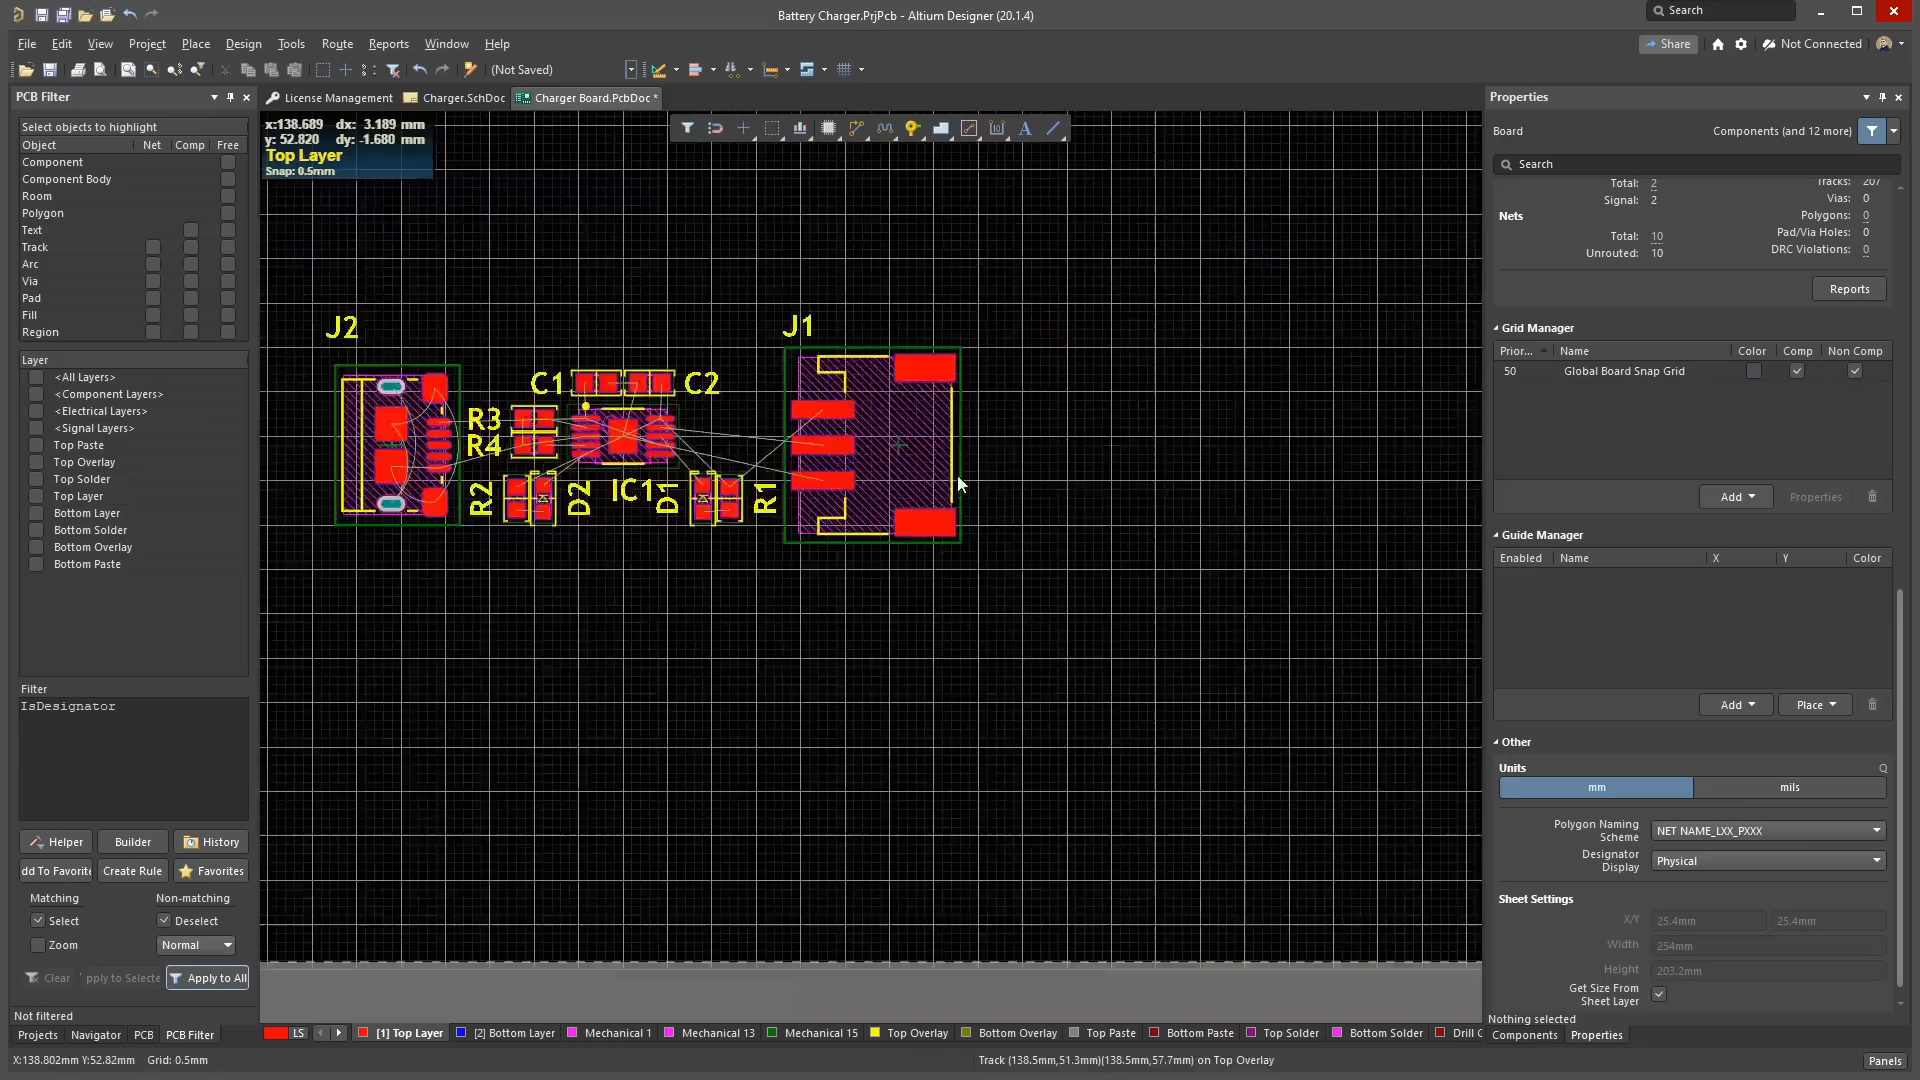 Battery Charger.PrjPcb - Altium Designer (20.1.4)
Search
File Edit View Project Place Design Tools Route Reports Window Help
Share
Not Connected
(Not Saved)
PCB Filter
License Management
Charger.SchDoc
Charger Board.PcbDoc *
Properties
Select objects to highlight
Object Net Comp Free
Component
Component Body
Room
Polygon
Text
Track
Arc
Via
Pad
Fill
Region
Layer
<All Layers>
<Component Layers>
<Electrical Layers>
<Signal Layers>
Top Paste
Top Overlay
Top Solder
Top Layer
Bottom Layer
Bottom Solder
Bottom Overlay
Bottom Paste
Filter
IsDesignator
Helper Builder History
dd To Favorite Create Rule Favorites
Matching Non-matching
Select Deselect
Zoom Normal
Clear pply to Selecte Apply to All
Not filtered
Projects Navigator PCB PCB Filter
X:138.802mm Y:52.82mm Grid: 0.5mm
x:138.689 dx: 3.189 mm
y: 52.820 dy: -1.680 mm
Top Layer
Snap: 0.5mm
J2
J1
C1
C2
R3
R4
R2
D2
IC1
D1
R1
LS [1] Top Layer [2] Bottom Layer Mechanical 1 Mechanical 13 Mechanical 15 Top Overlay Bottom Overlay Top Paste Bottom Paste Top Solder Bottom Solder Drill G
Track (138.5mm,51.3mm)(138.5mm,57.7mm) on Top Overlay
Board Components (and 12 more)
Search
Total: 2 Tracks: 207
Signal: 2 Vias: 0
Nets Polygons: 0
Total: 10 Pad/Via Holes: 0
Unrouted: 10 DRC Violations: 0
Reports
Grid Manager
Prior... Name Color Comp Non Comp
50 Global Board Snap Grid
Add Properties
Guide Manager
Enabled Name X Y Color
Add Place
Other
Units
mm mils
Polygon Naming Scheme NET NAME_LXX_PXXX
Designator Display Physical
Sheet Settings
X/Y 25.4mm 25.4mm
Width 254mm
Height 203.2mm
Get Size From Sheet Layer
Nothing selected
Components Properties
Panels